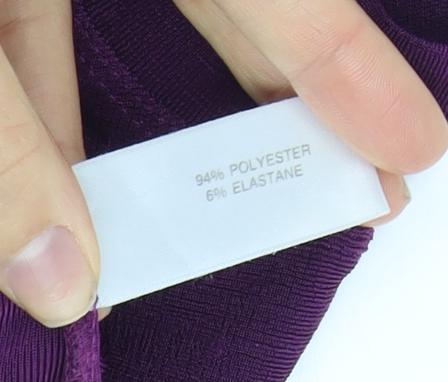 94% POLYESTER
6% ELASTANE